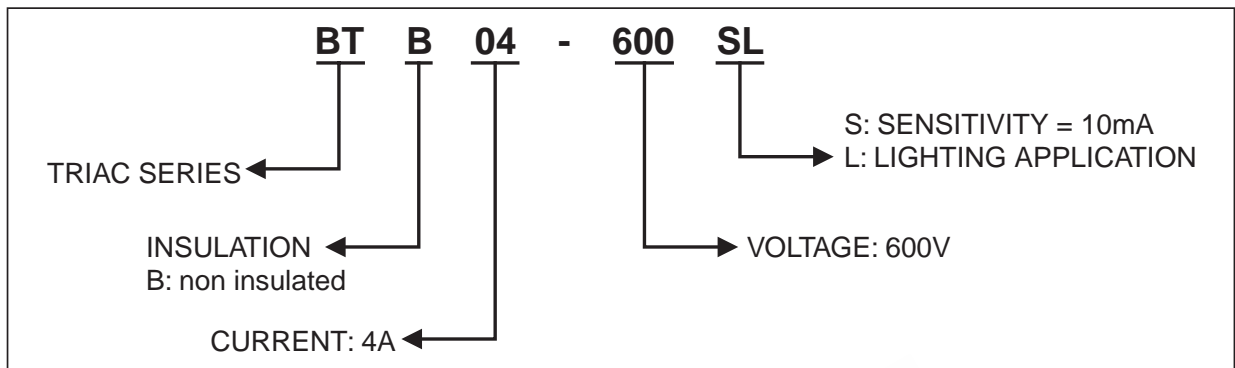 BT B 04 - 600 SL
S: SENSITIVITY = 10mA
L: LIGHTING APPLICATION
TRIAC SERIES
INSULATION
B: non insulated
VOLTAGE: 600V
CURRENT: 4A